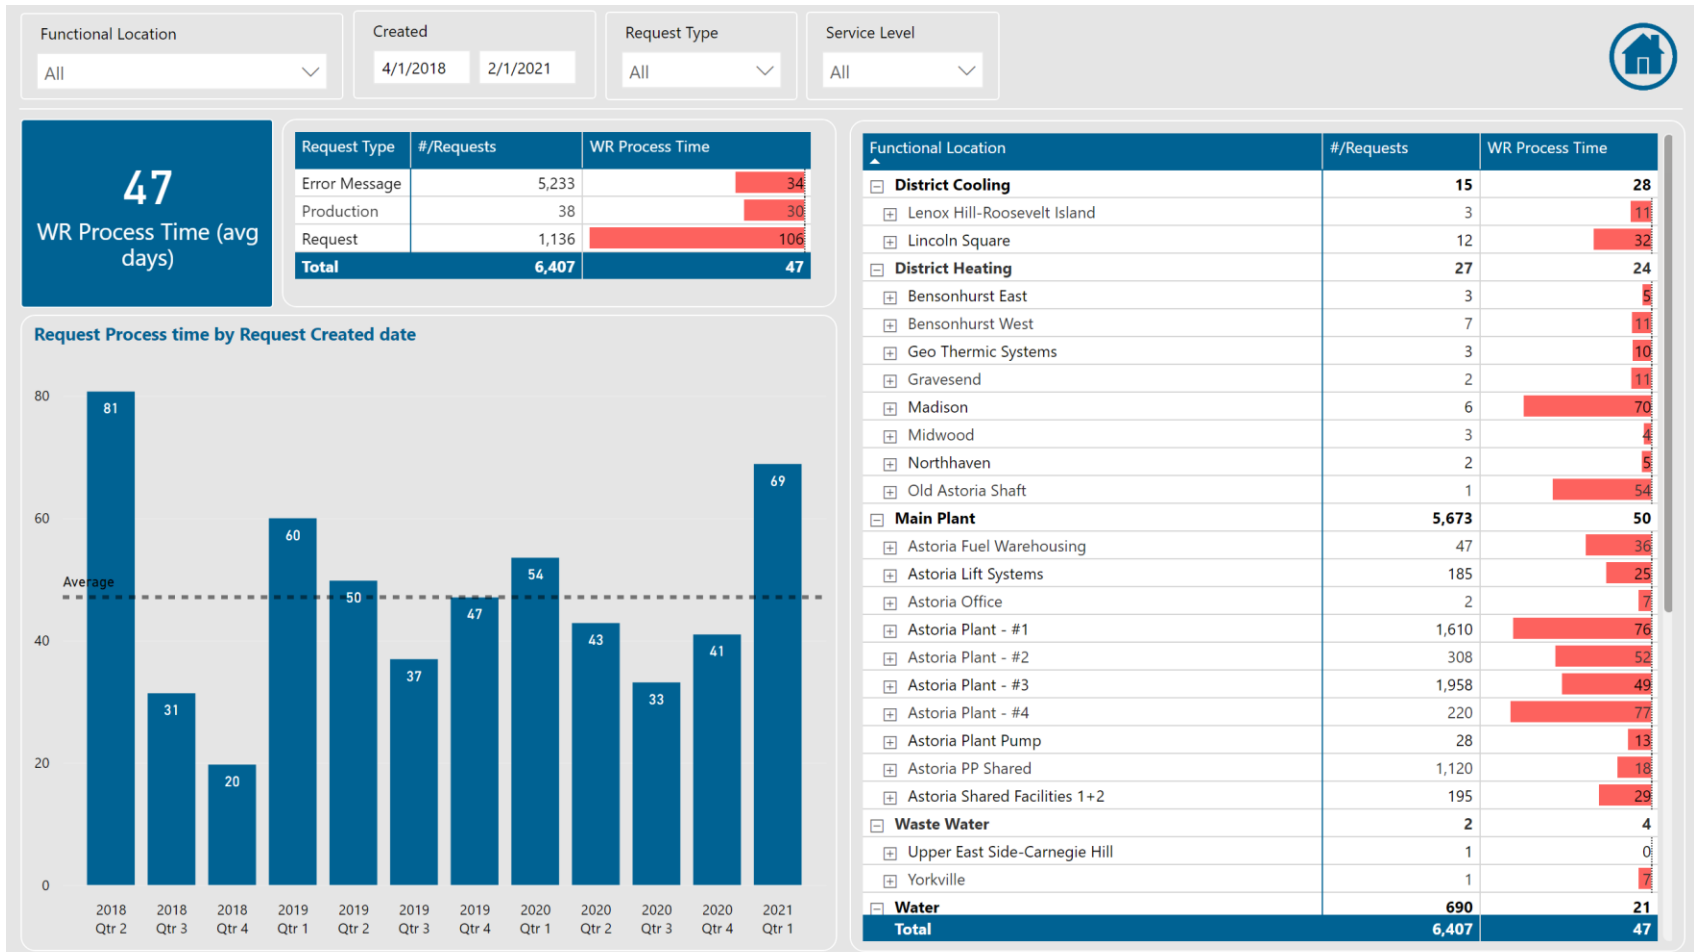 Functional Location
All
Created
4/1/2018 2/1/2021
Request Type
All
Service Level
All
47
WR Process Time (avg
days)
Request Type #/Requests WR Process Time
Error Message 5,233 34
Production 38 30
Request 1,136 106
Total 6,407 47
Request Process time by Request Created date
80
60
40
20
0
Average
81
31
20
60
50
37
47
54
43
33
41
69
2018 2018 2018 2019 2019 2019 2019 2020 2020 2020 2020 2021
Qtr 2 Qtr 3 Qtr 4 Qtr 1 Qtr 2 Qtr 3 Qtr 4 Qtr 1 Qtr 2 Qtr 3 Qtr 4 Qtr 1
Functional Location #/Requests WR Process Time
District Cooling 15 28
Lenox Hill-Roosevelt Island 3 11
Lincoln Square 12 32
District Heating 27 24
Bensonhurst East 3 5
Bensonhurst West 7 11
Geo Thermic Systems 3 10
Gravesend 2 11
Madison 6 70
Midwood 3 4
Northhaven 2 5
Old Astoria Shaft 1 54
Main Plant 5,673 50
Astoria Fuel Warehousing 47 36
Astoria Lift Systems 185 25
Astoria Office 2 7
Astoria Plant - #1 1,610 76
Astoria Plant - #2 308 52
Astoria Plant - #3 1,958 49
Astoria Plant - #4 220 77
Astoria Plant Pump 28 13
Astoria PP Shared 1,120 18
Astoria Shared Facilities 1+2 195 29
Waste Water 2 4
Upper East Side-Carnegie Hill 1 0
Yorkville 1 7
Water 690 21
Total 6,407 47